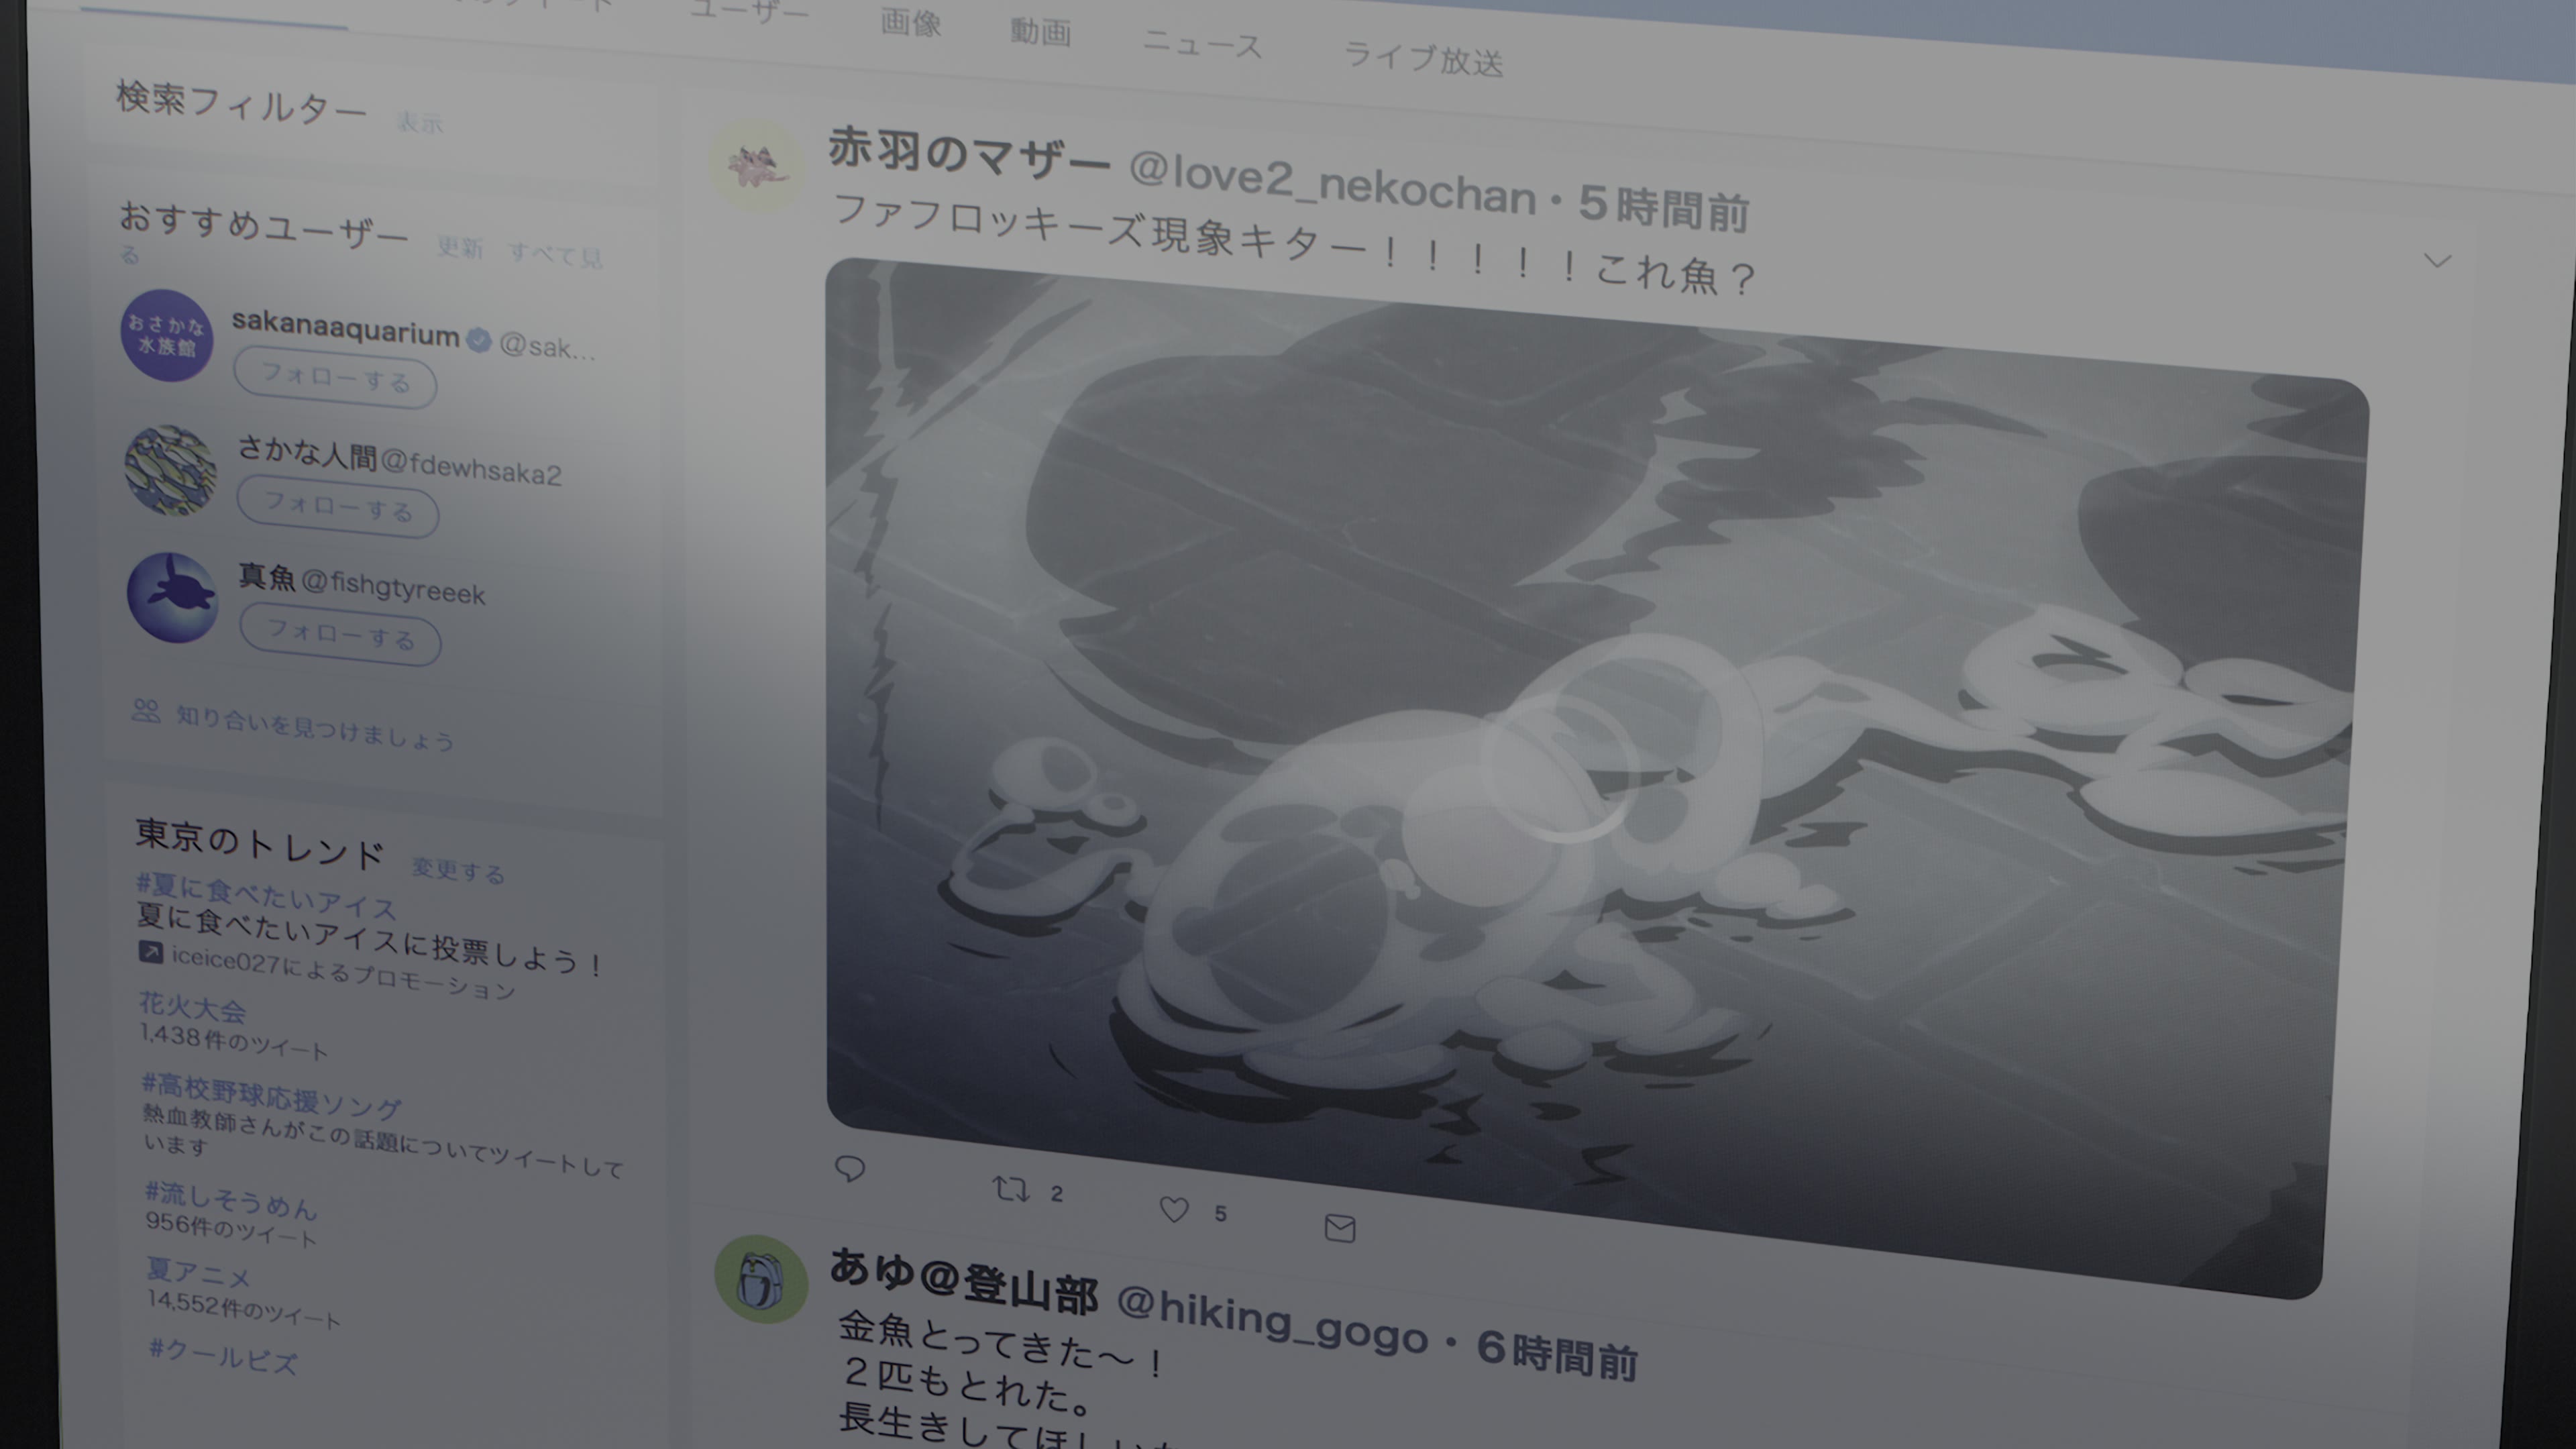 ユーザー
画像
動画
ニュース
ライブ放送
検索フィルター 表示
おすすめユーザー 更新 すべて見
る
おさかな
水族館
sakanaaquarium @sak...
フォローする
さかな人間@fdewhsaka2
フォローする
真魚@fishgtyreeek
フォローする
知り合いを見つけましょう
東京のトレンド 変更する
#夏に食べたいアイス
夏に食べたいアイスに投票しよう！
iceice027によるプロモーション
花火大会
1,438件のツイート
#高校野球応援ソング
熱血教師さんがこの話題についてツイートして
います
#流しそうめん
956件のツイート
夏アニメ
14,552件のツイート
#クールビズ
赤羽のマザー @love2_nekochan・5時間前
ファフロッキーズ現象キター！！！！！これ魚？
2
5
あゆ@登山部 @hiking_gogo・6時間前
金魚とってきた〜！
２匹もとれた。
長生きしてほしい